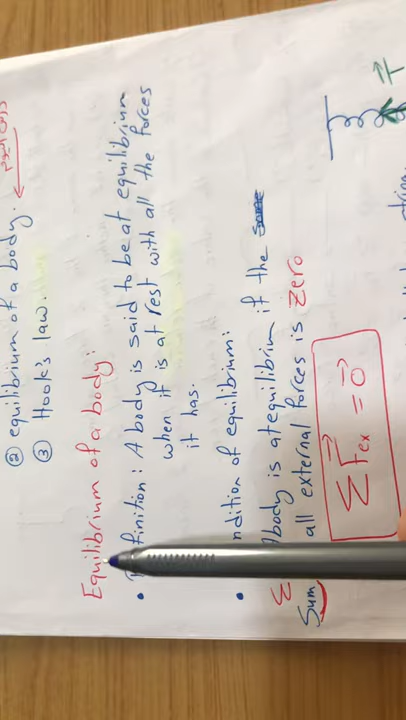 ② equilibrium of a body.
③ Hook's law.
Equilibrium of a body:
finition: A body is said to be at equilibrium
when it is at rest with all the forces
it has.
ndition of equilibrium:
body is at equilibrium if the
Σ
Sum all external forces is zero
ΣF⃗ex = 0⃗
T⃗